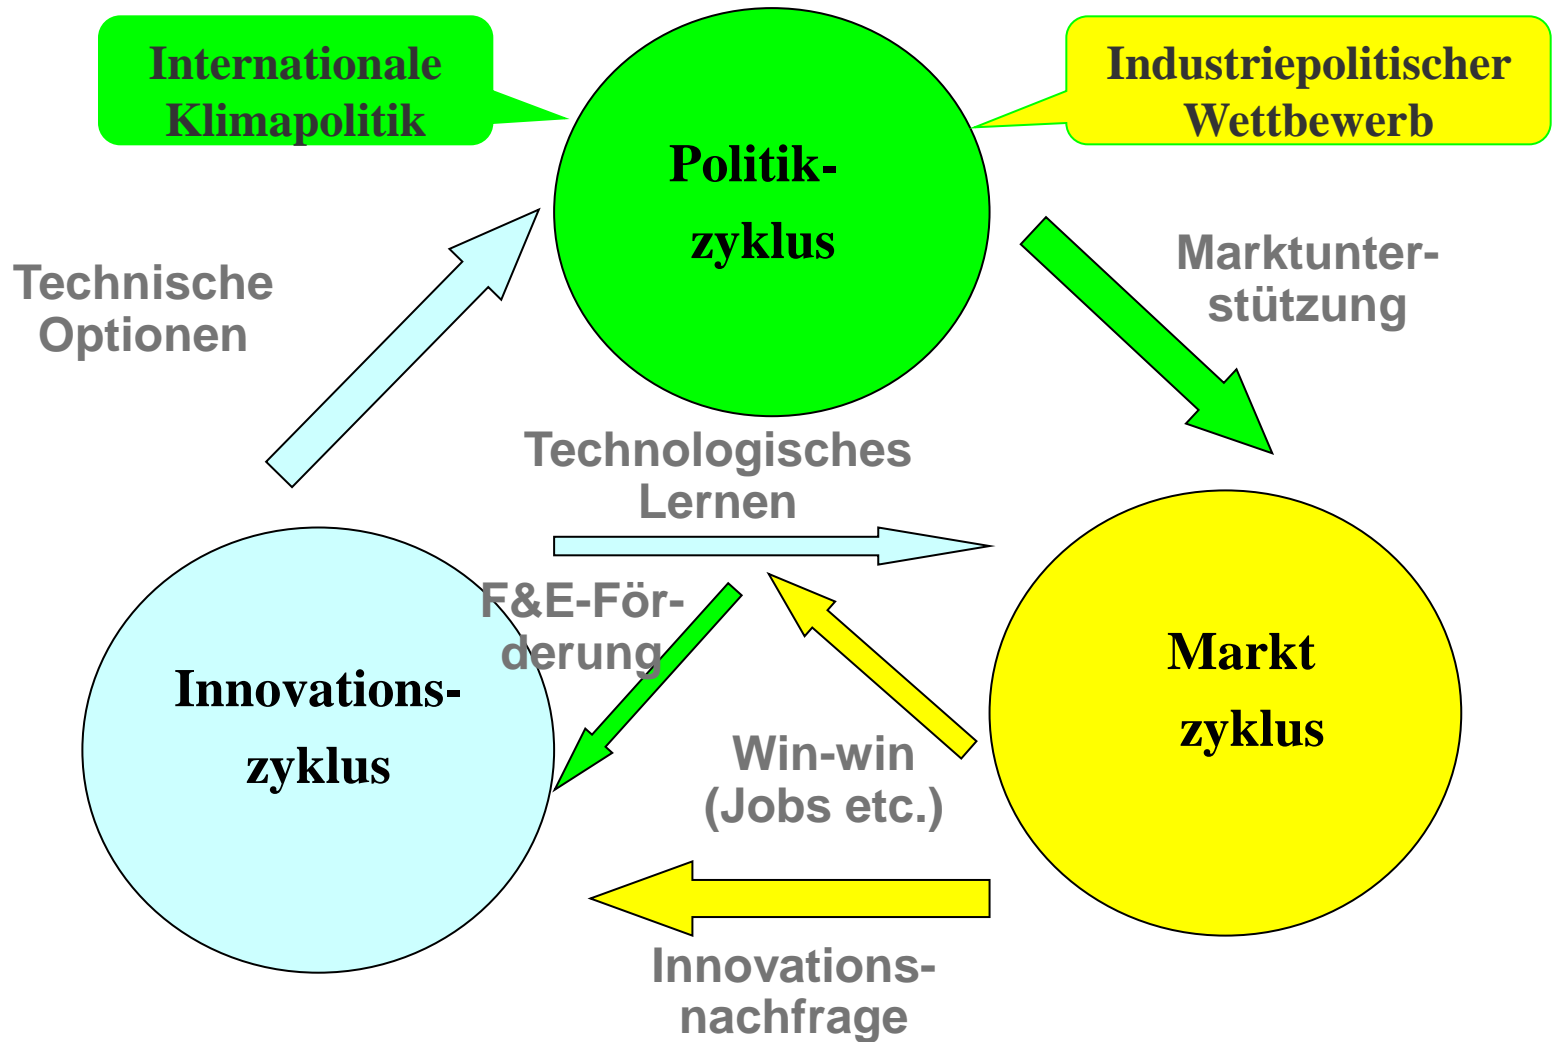 Internationale
Klimapolitik
Industriepolitischer
Wettbewerb
Politik-
zyklus
Technische
Optionen
Marktunter-
stützung
Technologisches
Lernen
F&E-För-
derung
Innovations-
zyklus
Markt
zyklus
Win-win
(Jobs etc.)
Innovations-
nachfrage